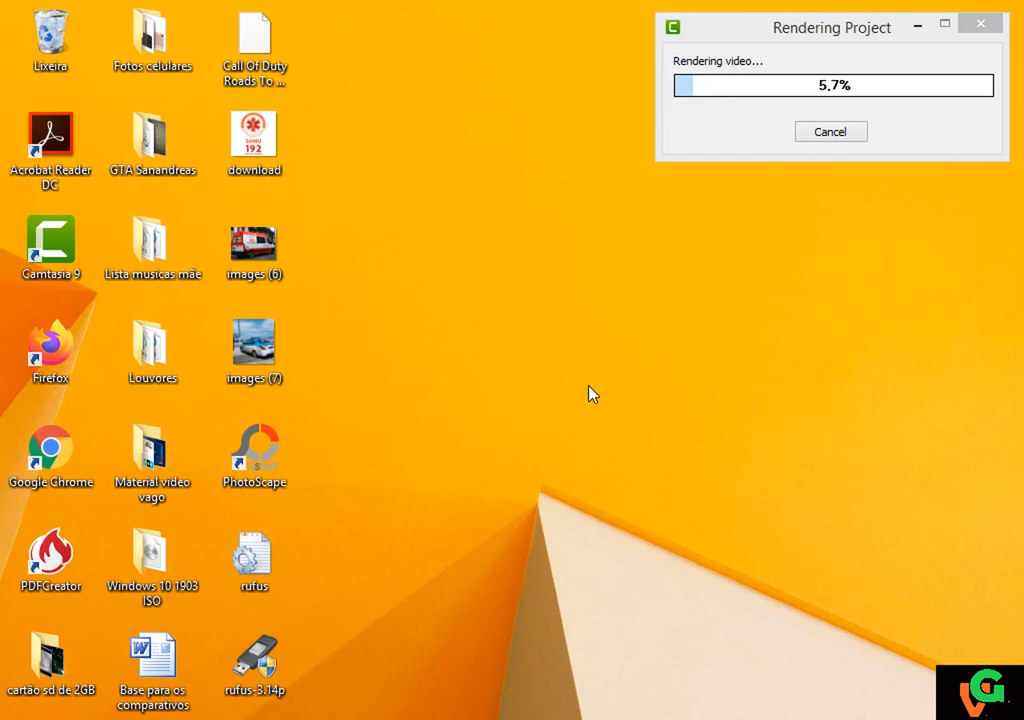 Lixeira
Fotos celulares
Call Of Duty
Roads To ...
Acrobat Reader
DC
GTA Sanandreas
SAMU
192
download
Camtasia 9
Lista musicas mãe
images (6)
Firefox
Louvores
images (7)
Google Chrome
Material video
vago
PhotoScape
PDFCreator
Windows 10 1903
ISO
rufus
cartão sd de 2GB
Base para os
comparativos
rufus-3.14p
Rendering Project
Rendering video...
5,7%
Cancel
VG